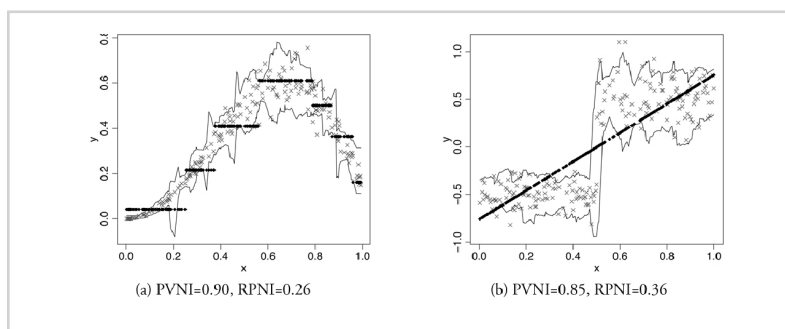 0.8
0.6
y
0.4
0.2
0.0
0.0 0.2 0.4 0.6 0.8 1.0
x
(a) PVNI=0.90, RPNI=0.26
1.0
0.5
y
0.0
−0.5
−1.0
0.0 0.2 0.4 0.6 0.8 1.0
x
(b) PVNI=0.85, RPNI=0.36